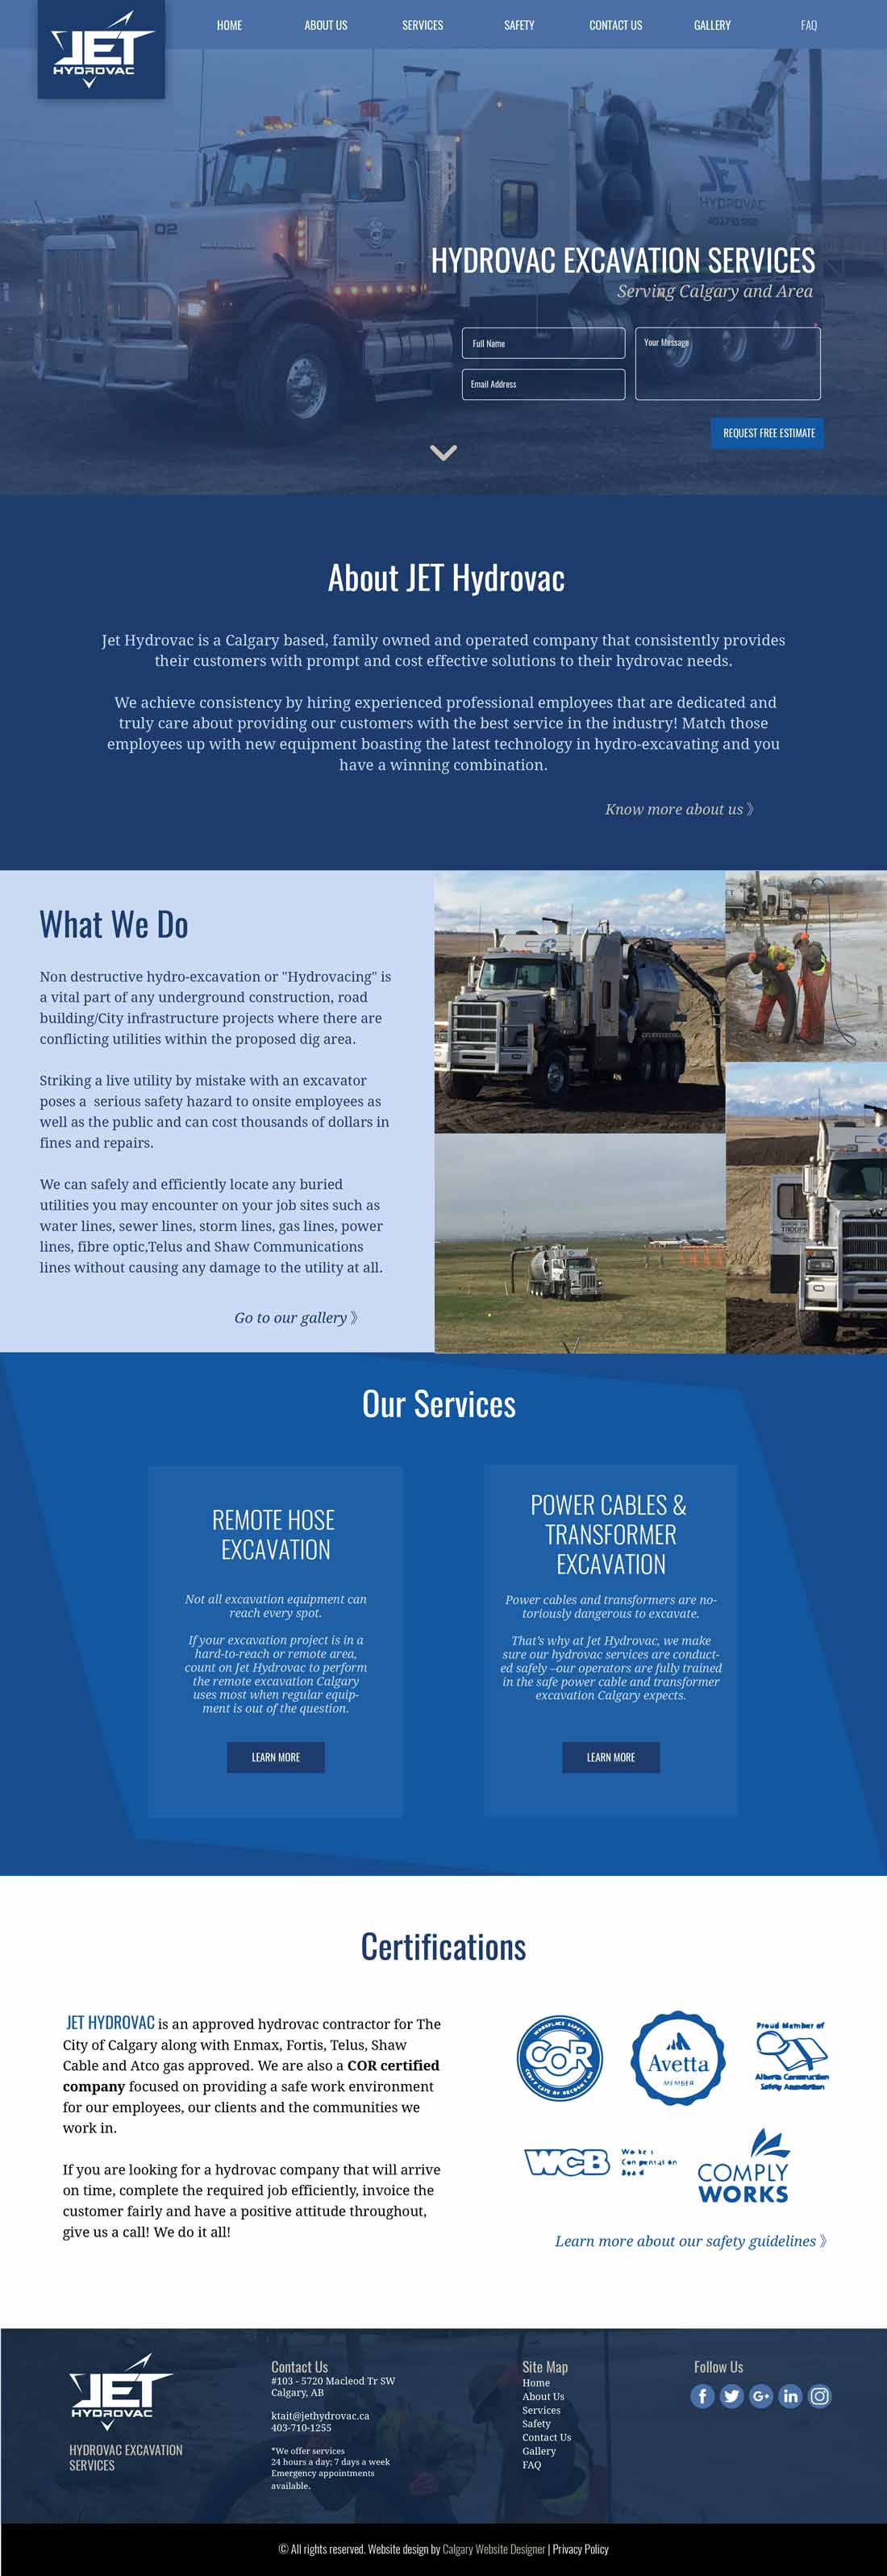 JET
HYDROVAC
HOME
ABOUT US
SERVICES
SAFETY
CONTACT US
GALLERY
FAQ
02
JET
HYDROVAC
HYDROVAC EXCAVATION SERVICES
Serving Calgary and Area
Full Name
Your Message
Email Address
REQUEST FREE ESTIMATE
About JET Hydrovac
Jet Hydrovac is a Calgary based, family owned and operated company that consistently provides
their customers with prompt and cost effective solutions to their hydrovac needs.
We achieve consistency by hiring experienced professional employees that are dedicated and
truly care about providing our customers with the best service in the industry! Match those
employees up with new equipment boasting the latest technology in hydro-excavating and you
have a winning combination.
Know more about us 》
What We Do
Non destructive hydro-excavation or "Hydrovacing" is
a vital part of any underground construction, road
building/City infrastructure projects where there are
conflicting utilities within the proposed dig area.
Striking a live utility by mistake with an excavator
poses a  serious safety hazard to onsite employees as
well as the public and can cost thousands of dollars in
fines and repairs.
We can safely and efficiently locate any buried
utilities you may encounter on your job sites such as
water lines, sewer lines, storm lines, gas lines, power
lines, fibre optic,Telus and Shaw Communications
lines without causing any damage to the utility at all.
Go to our gallery 》
TROOPS
Our Services
REMOTE HOSE
EXCAVATION
Not all excavation equipment can
reach every spot.
If your excavation project is in a
hard-to-reach or remote area,
count on Jet Hydrovac to perform
the remote excavation Calgary
uses most when regular equip-
ment is out of the question.
LEARN MORE
POWER CABLES &
TRANSFORMER
EXCAVATION
Power cables and transformers are no-
toriously dangerous to excavate.
That's why at Jet Hydrovac, we make
sure our hydrovac services are conduct-
ed safely –our operators are fully trained
in the safe power cable and transformer
excavation Calgary expects.
LEARN MORE
Certifications
JET HYDROVAC is an approved hydrovac contractor for The
City of Calgary along with Enmax, Fortis, Telus, Shaw
Cable and Atco gas approved. We are also a COR certified
company focused on providing a safe work environment
for our employees, our clients and the communities we
work in.
If you are looking for a hydrovac company that will arrive
on time, complete the required job efficiently, invoice the
customer fairly and have a positive attitude throughout,
give us a call! We do it all!
WORKPLACE SAFETY
COR
CERTIFICATE OF RECOGNITION
Avetta
MEMBER
Proud Member of
Alberta Construction
Safety Association
WCB
COMPLY
WORKS
Learn more about our safety guidelines 》
JET
HYDROVAC
HYDROVAC EXCAVATION
SERVICES
Contact Us
#103 - 5720 Macleod Tr SW
Calgary, AB
ktait@jethydrovac.ca
403-710-1255
*We offer services
24 hours a day; 7 days a week
Emergency appointments
available.
Site Map
Home
About Us
Services
Safety
Contact Us
Gallery
FAQ
Follow Us
© All rights reserved. Website design by Calgary Website Designer | Privacy Policy